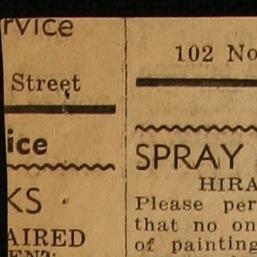 rvice
Street
ice
KS
AIRED
102 No
SPRAY
HIRA
Please per
that no on
of painting